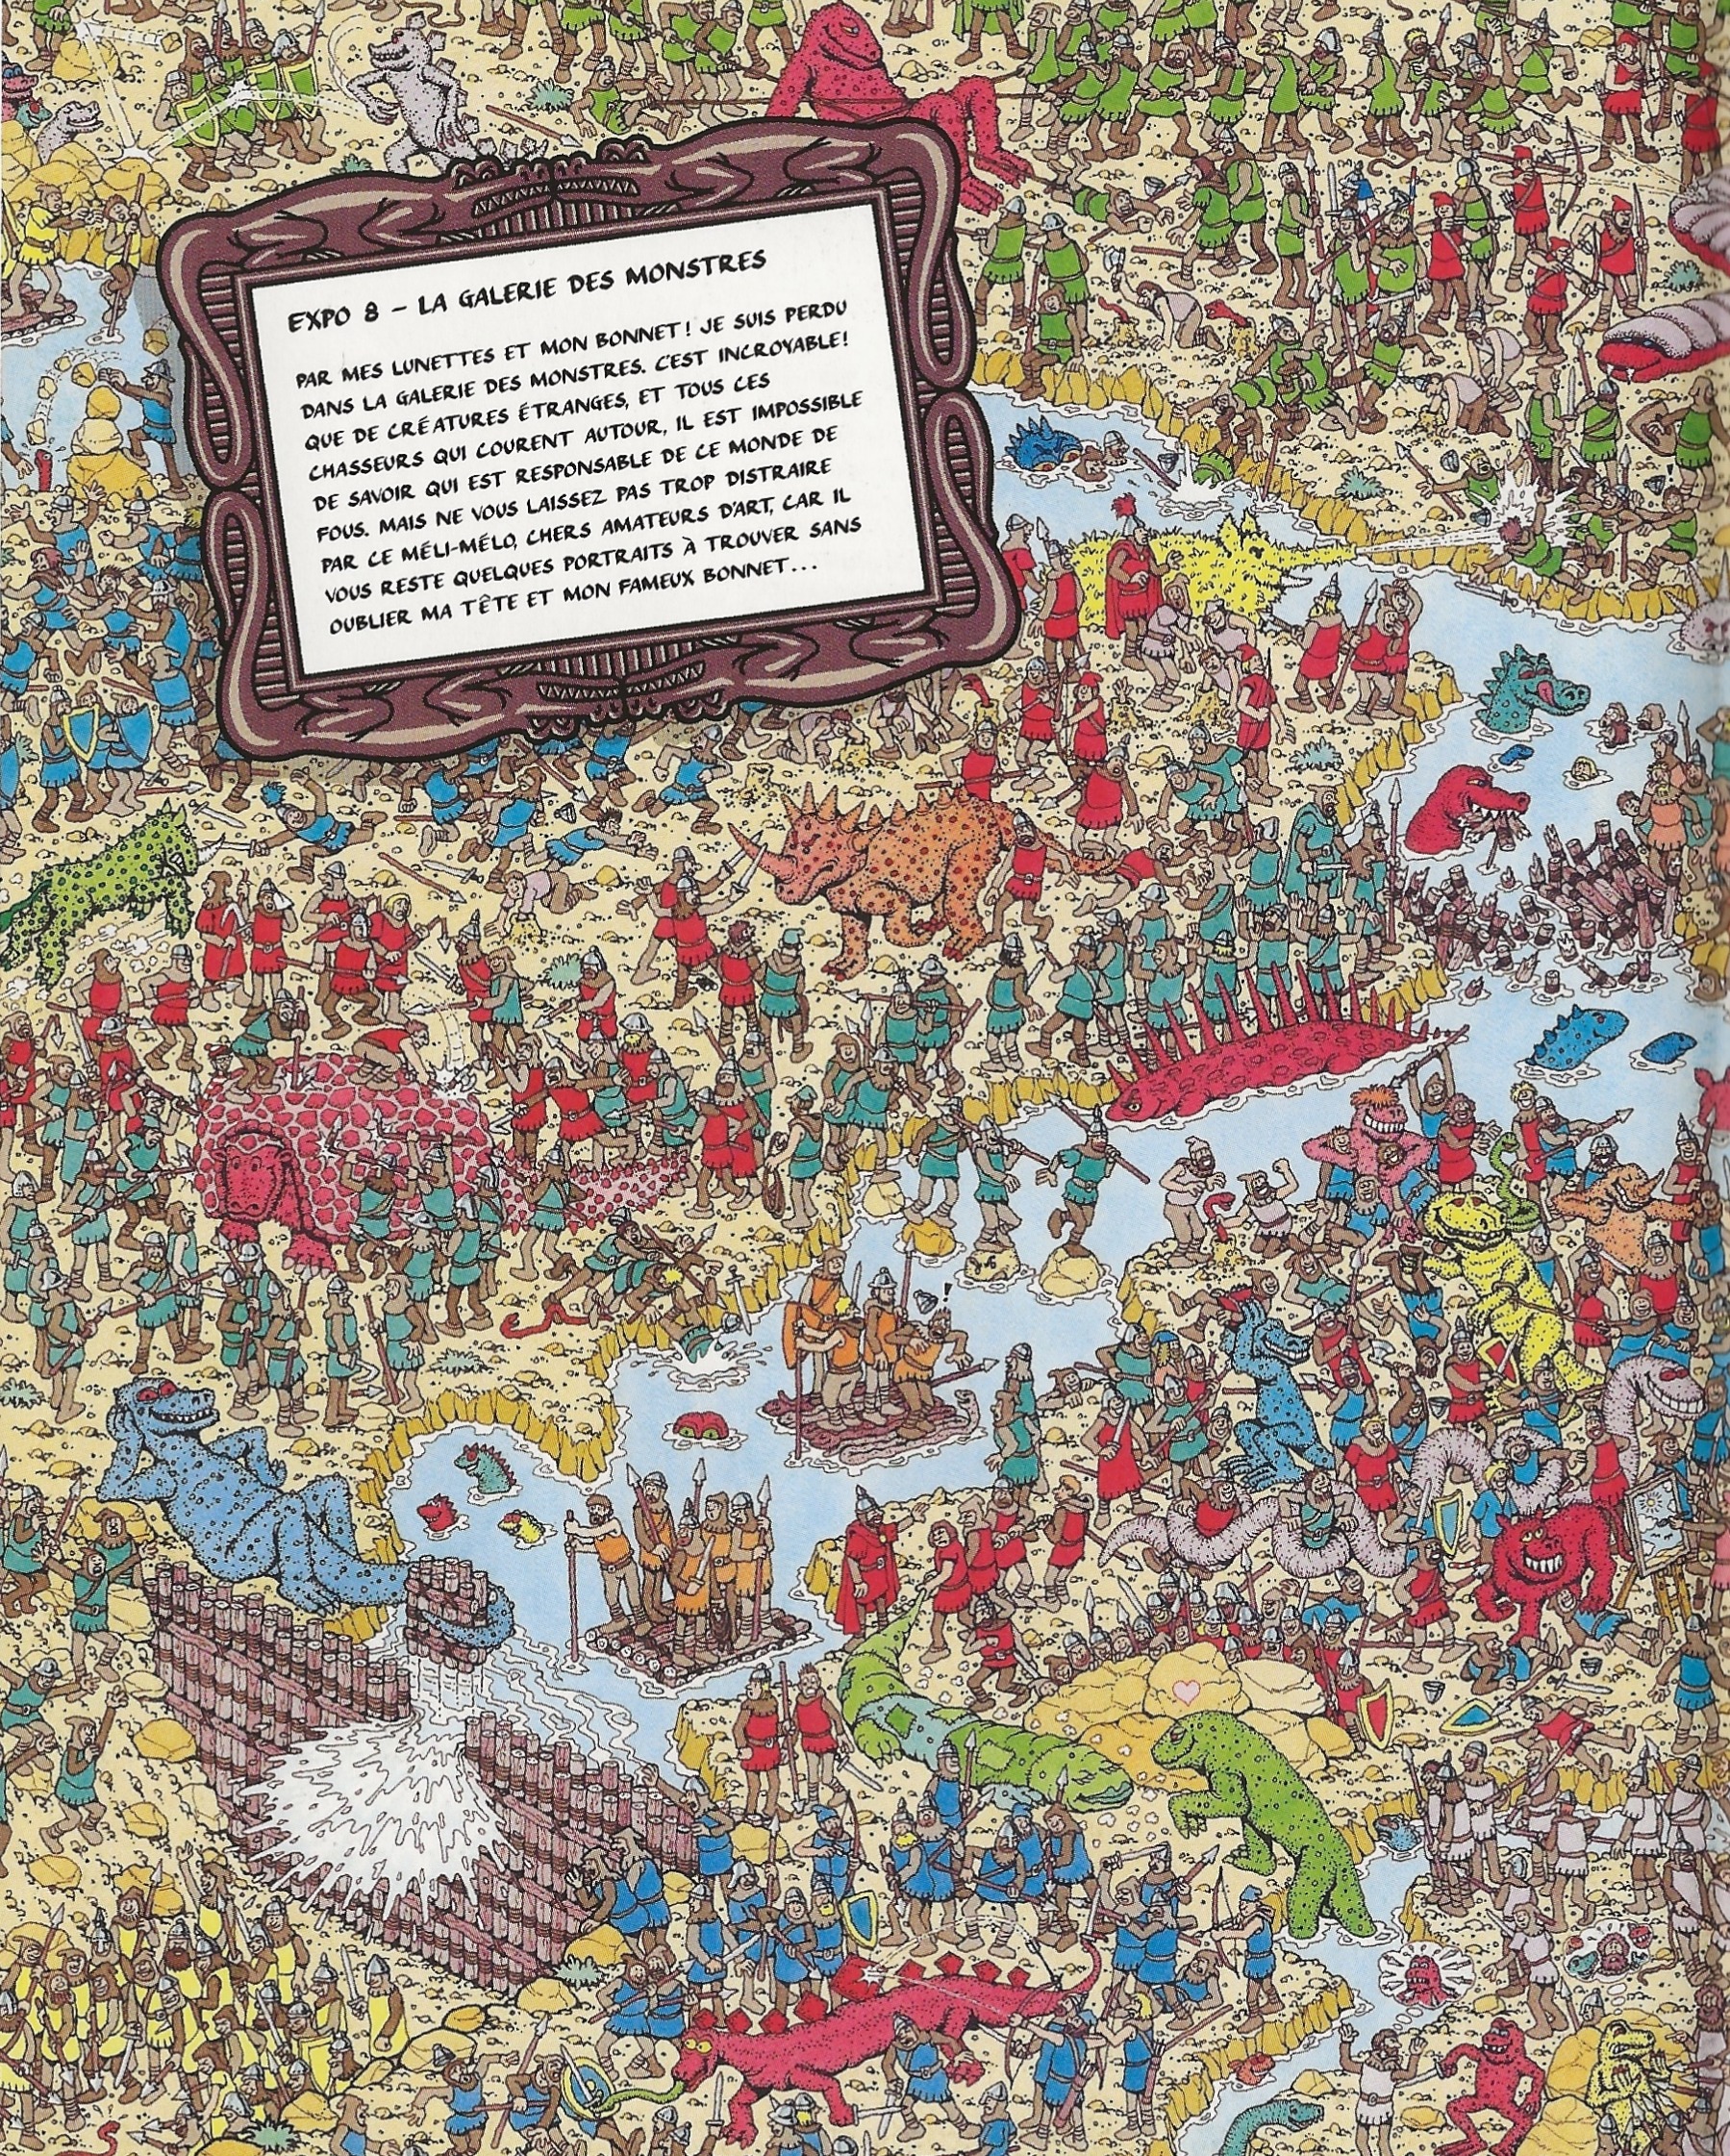 EXPO 8 – LA GALERIE DES MONSTRES
PAR MES LUNETTES ET MON BONNET! JE SUIS PERDU
DANS LA GALERIE DES MONSTRES. C'EST INCROYABLE!
QUE DE CRÉATURES ÉTRANGES, ET TOUS CES
CHASSEURS QUI COURENT AUTOUR, IL EST IMPOSSIBLE
DE SAVOIR QUI EST RESPONSABLE DE CE MONDE DE
FOUS. MAIS NE VOUS LAISSEZ PAS TROP DISTRAIRE
PAR CE MÉLI-MÉLO, CHERS AMATEURS D'ART, CAR IL
VOUS RESTE QUELQUES PORTRAITS À TROUVER SANS
OUBLIER MA TÊTE ET MON FAMEUX BONNET...
!